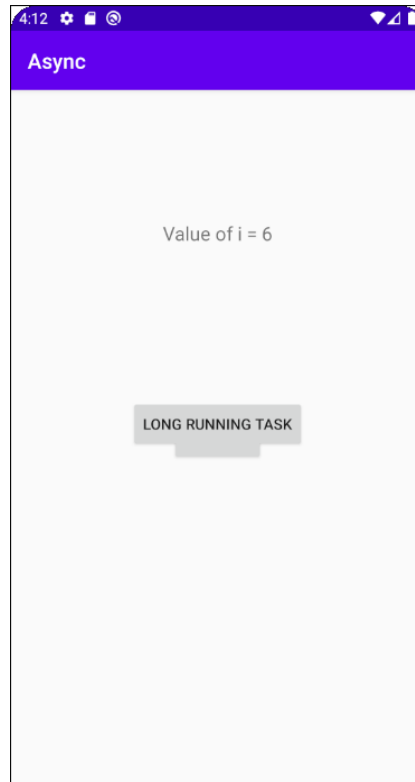 4:12
Async
Value of i = 6
LONG RUNNING TASK